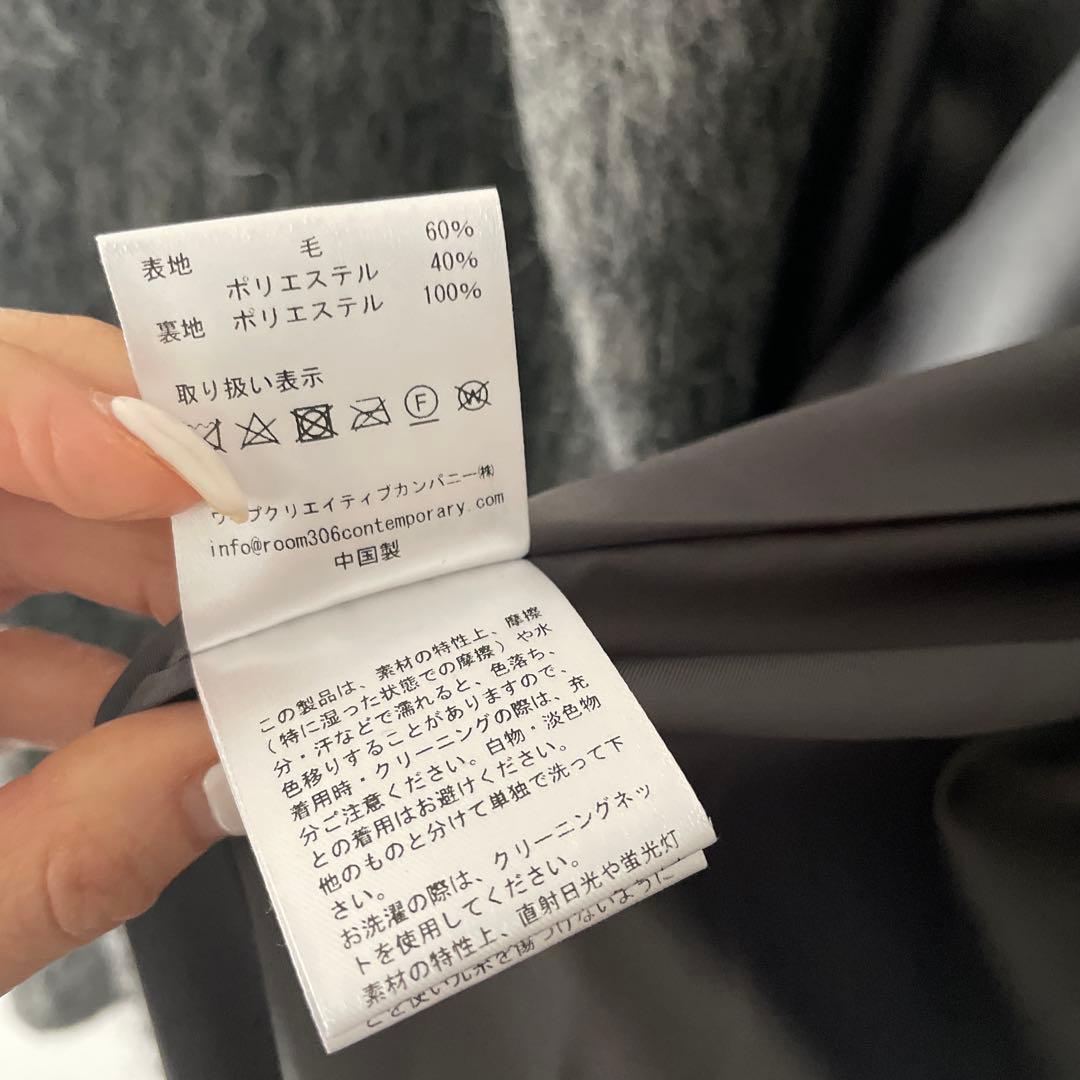 表地 毛 60%
ポリエステル 40%
裏地 ポリエステル 100%
取り扱い表示
F W
クリエイティブカンパニー㈱
info@room306contemporary.com
中国製
この製品は、素材の特性上、摩擦
(特に湿った状態での摩擦)や水
分・汗などで濡れると、色落ち、
色移りすることがありますので、
着用時・クリーニングの際は、充
分ご注意ください。白物・淡色物
との着用はお避けください。
他のものと分けて単独で洗って下
さい。
お洗濯の際は、クリーニングネッ
トを使用してください。
素材の特性上、直射日光や蛍光灯